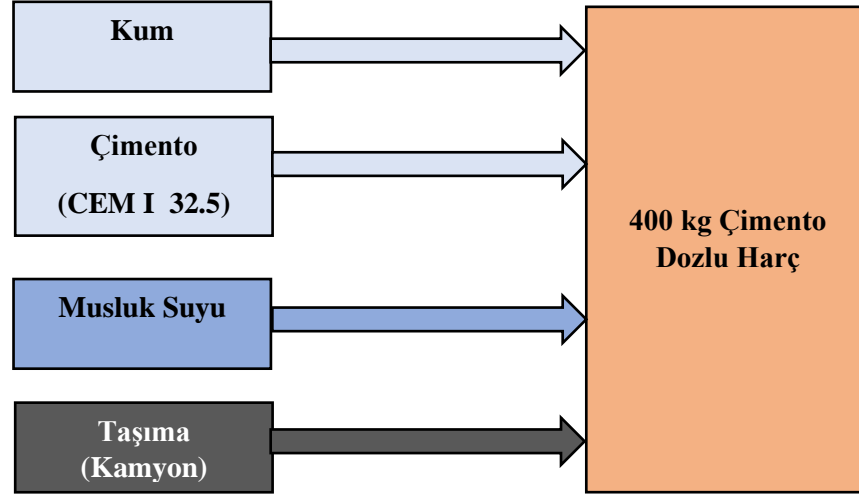 Kum
Çimento
(CEM I 32.5)
Musluk Suyu
Taşıma
(Kamyon)
400 kg Çimento
Dozlu Harç